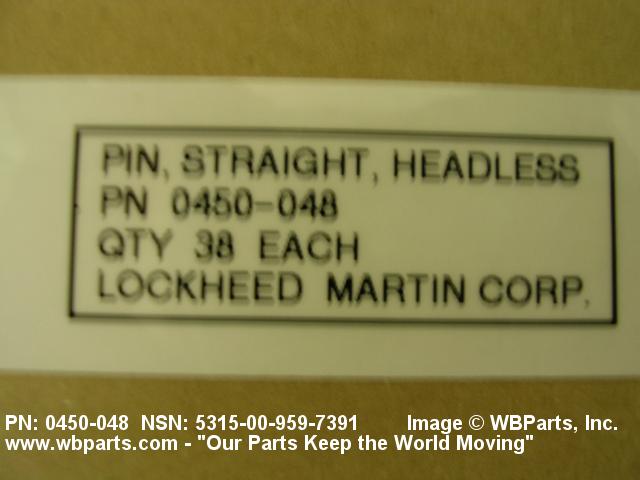 PIN, STRAIGHT, HEADLESS
PN 0450-048
QTY 38 EACH
LOCKHEED MARTIN CORP.
PN: 0450-048 NSN: 5315-00-959-7391 Image © WBParts, Inc.
www.wbparts.com - "Our Parts Keep the World Moving"